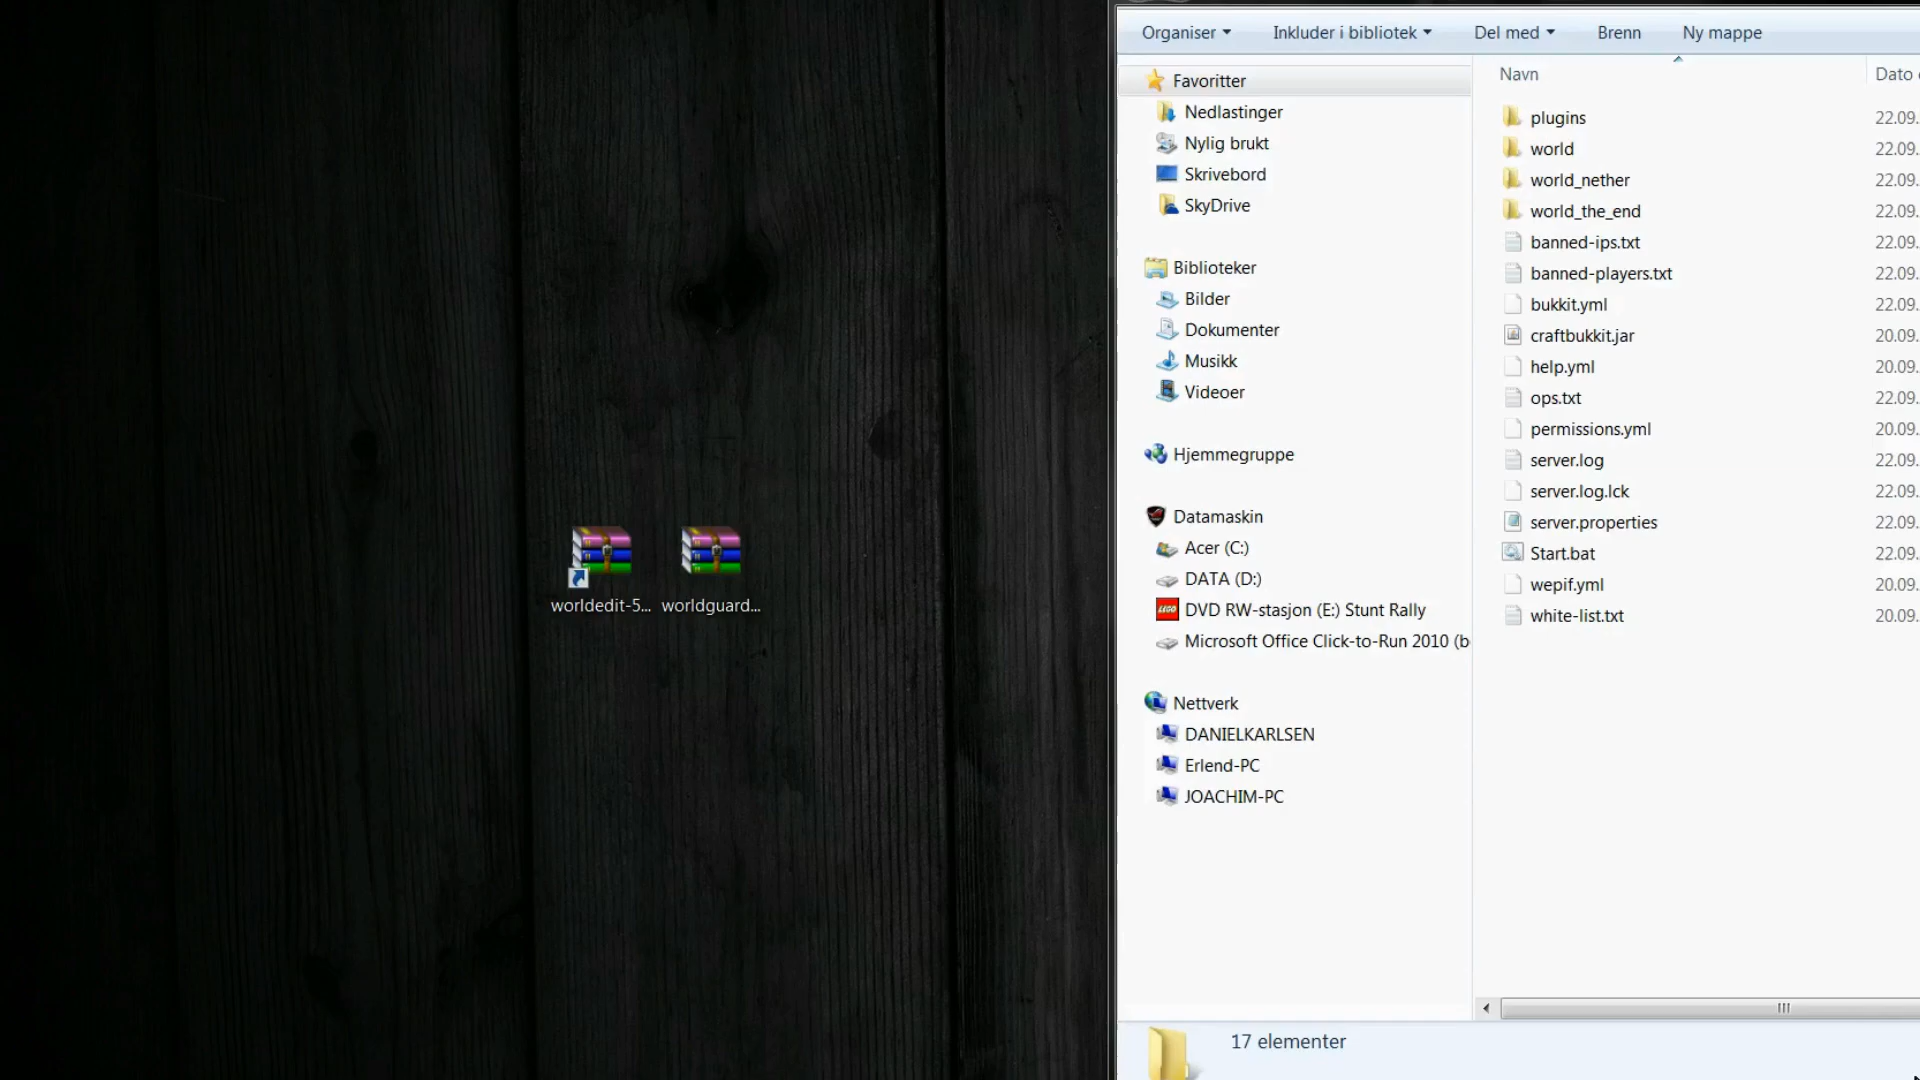 Organiser
Inkluder i bibliotek
Del med
Brenn
Ny mappe
Favoritter
Nedlastinger
Nylig brukt
Skrivebord
SkyDrive
Biblioteker
Bilder
Dokumenter
Musikk
Videoer
Hjemmegruppe
Datamaskin
Acer (C:)
DATA (D:)
DVD RW-stasjon (E:) Stunt Rally
Microsoft Office Click-to-Run 2010 (b
Nettverk
DANIELKARLSEN
Erlend-PC
JOACHIM-PC
Navn Dato
plugins 22.09.
world 22.09.
world_nether 22.09.
world_the_end 22.09.
banned-ips.txt 22.09.
banned-players.txt 22.09.
bukkit.yml 22.09.
craftbukkit.jar 20.09.
help.yml 20.09.
ops.txt 22.09.
permissions.yml 20.09.
server.log 22.09.
server.log.lck 22.09.
server.properties 22.09.
Start.bat 22.09.
wepif.yml 20.09.
white-list.txt 20.09.
17 elementer
worldedit-5...
worldguard...